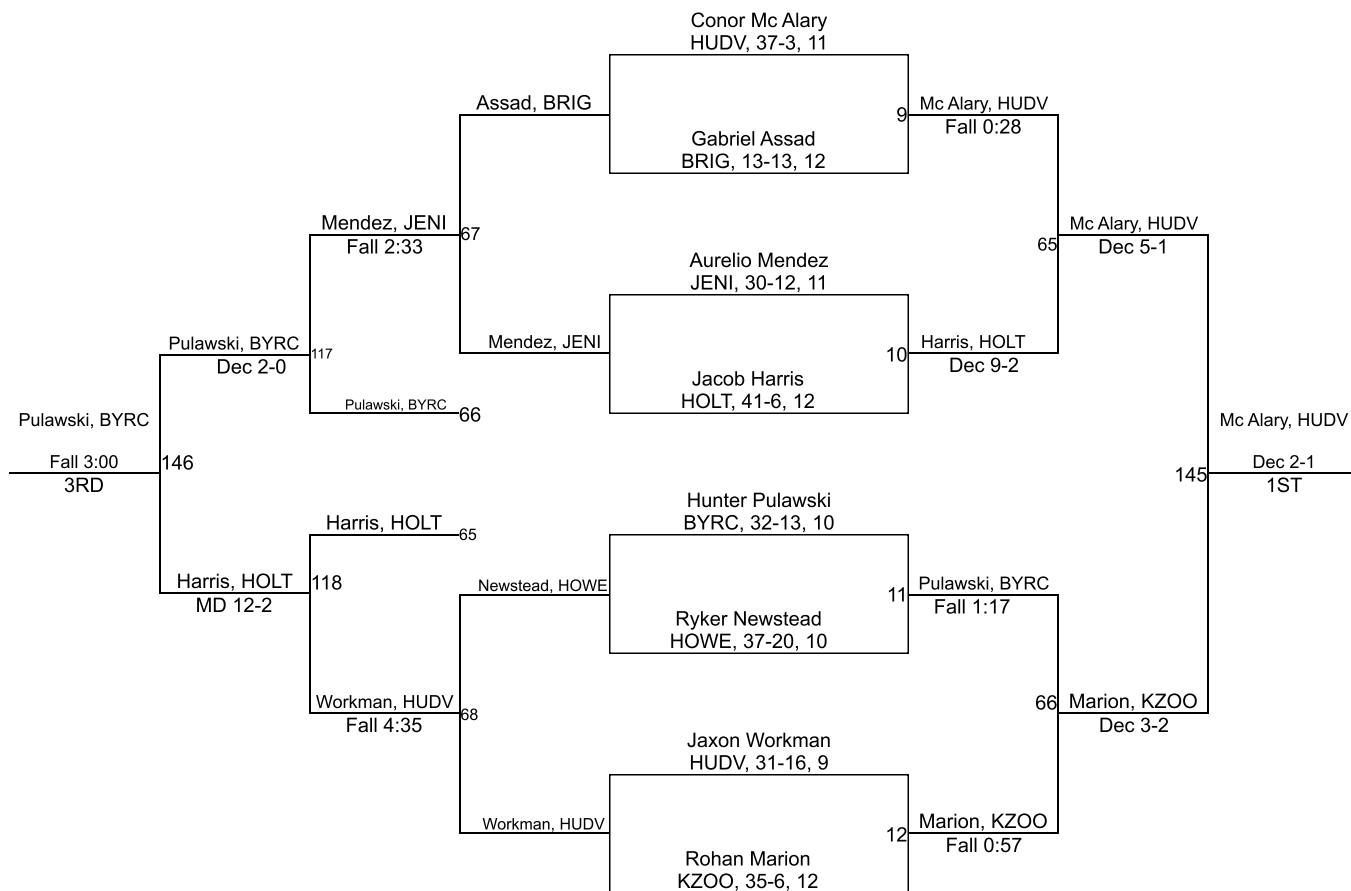 Conor Mc Alary
HUDV, 37-3, 11
Assad, BRIG
9
Mc Alary, HUDV
Fall 0:28
Gabriel Assad
BRIG, 13-13, 12
Mendez, JENI
Fall 2:33
67
65
Mc Alary, HUDV
Dec 5-1
Aurelio Mendez
JENI, 30-12, 11
Pulawski, BYRC
Dec 2-0
117
Mendez, JENI
10
Harris, HOLT
Dec 9-2
Jacob Harris
HOLT, 41-6, 12
Pulawski, BYRC
66
Pulawski, BYRC
Fall 3:00
3RD
146
Mc Alary, HUDV
145
Dec 2-1
1ST
Hunter Pulawski
BYRC, 32-13, 10
Harris, HOLT
65
Harris, HOLT
MD 12-2
118
Newstead, HOWE
11
Pulawski, BYRC
Fall 1:17
Ryker Newstead
HOWE, 37-20, 10
Workman, HUDV
Fall 4:35
68
66
Marion, KZOO
Dec 3-2
Jaxon Workman
HUDV, 31-16, 9
Workman, HUDV
12
Marion, KZOO
Fall 0:57
Rohan Marion
KZOO, 35-6, 12